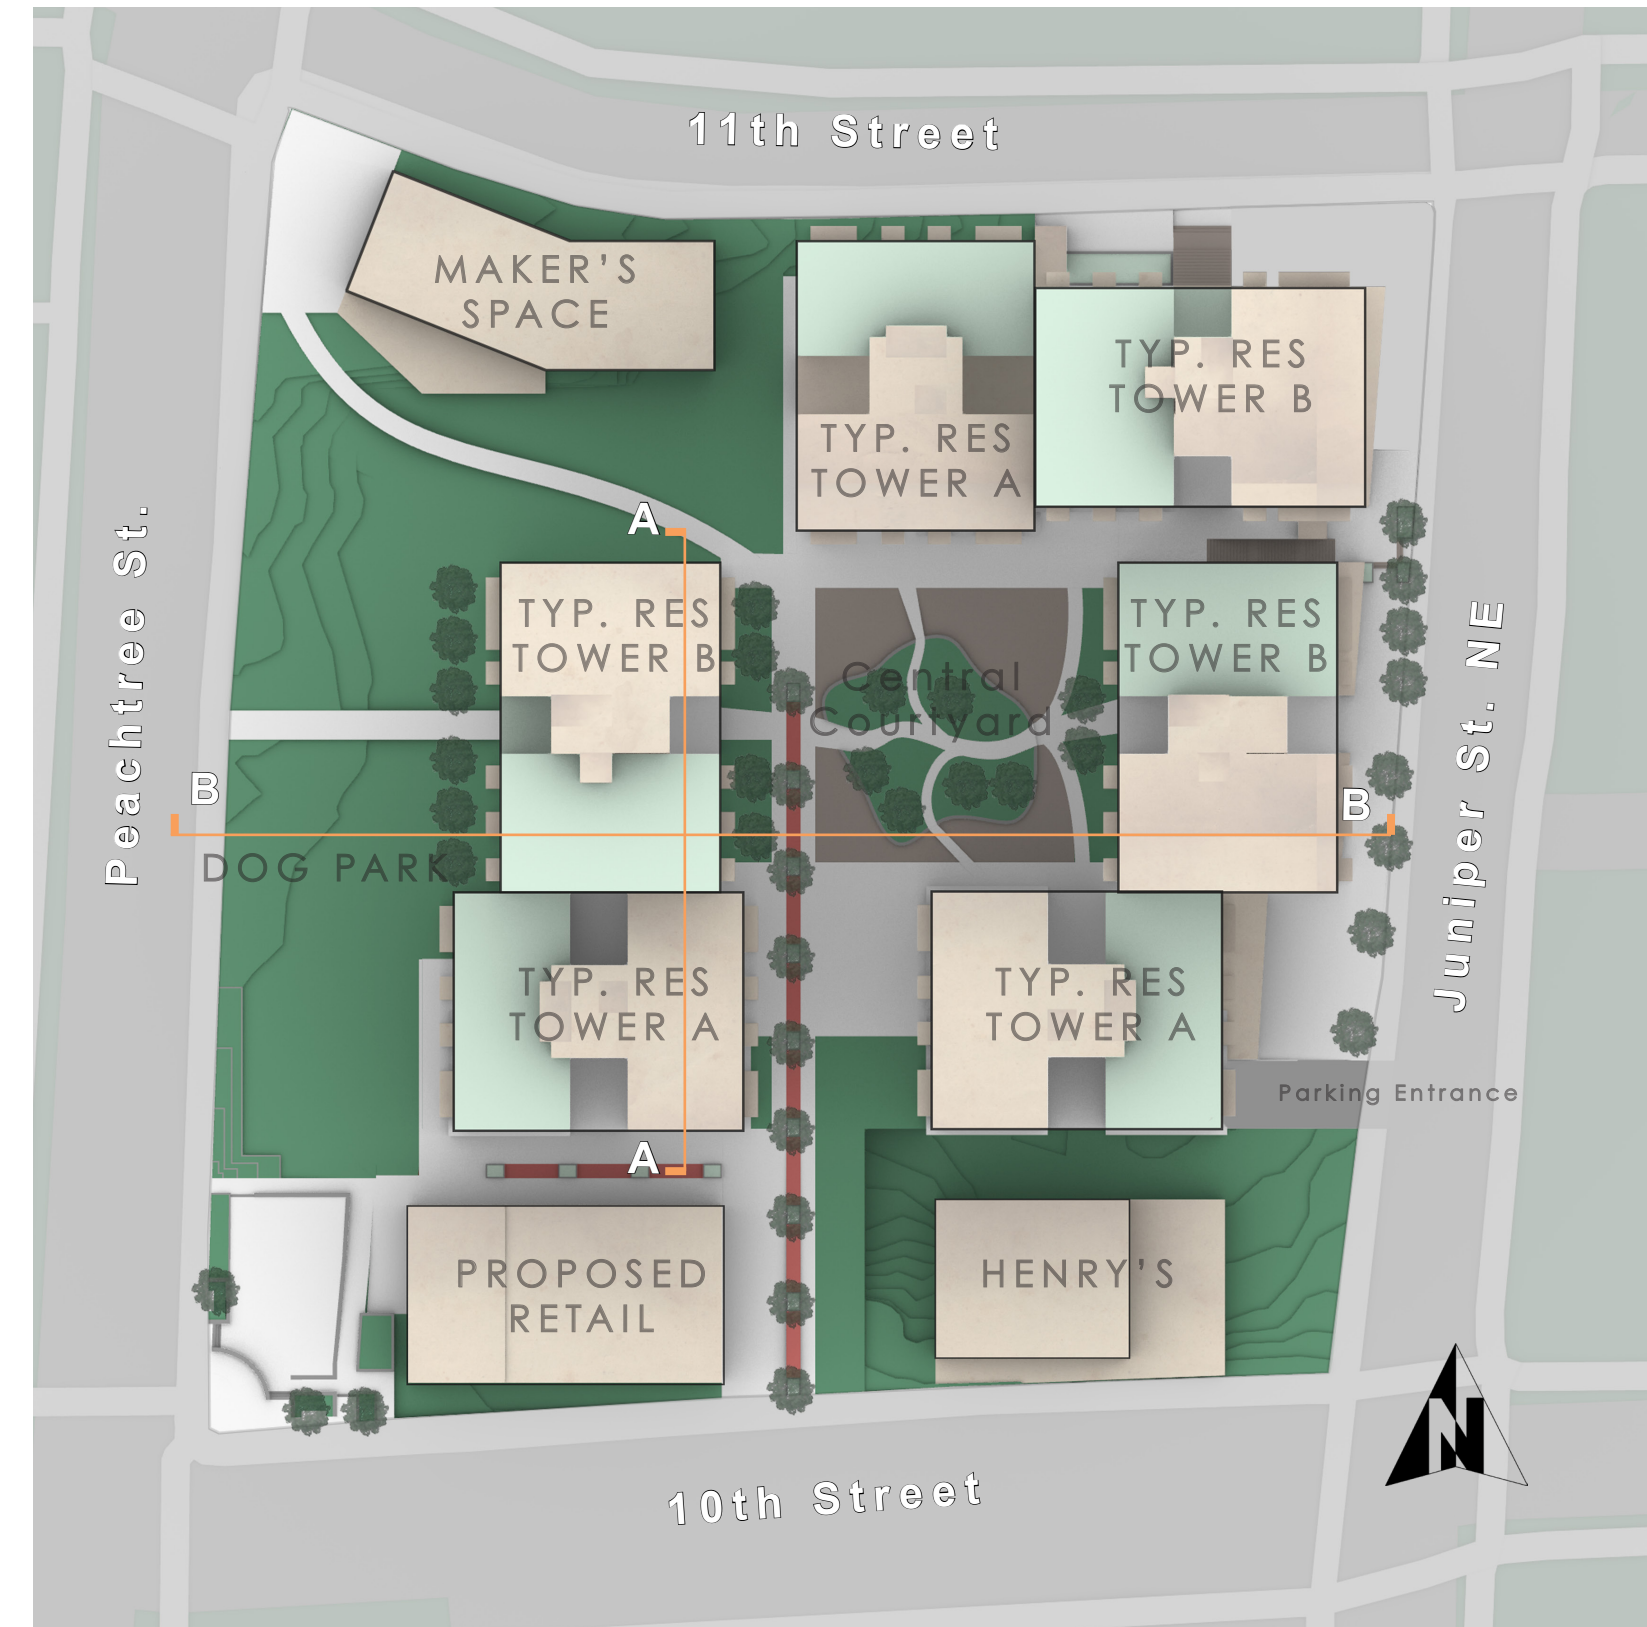 11th Street
MAKER'S
SPACE
TYP. RES
TOWER B
TYP. RES
TOWER A
A
Peachtree St.
TYP. RES
TOWER B
Central
Courtyard
TYP. RES
TOWER B
Juniper St. NE
B
B
DOG PARK
TYP. RES
TOWER A
TYP. RES
TOWER A
Parking Entrance
A
PROPOSED
RETAIL
HENRY'S
N
10th Street